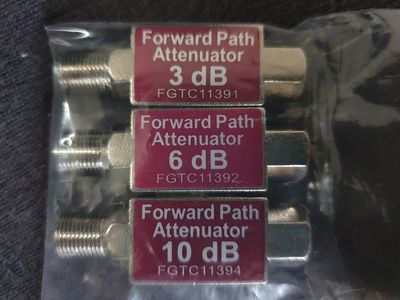 Forward Path
Attenuator
3 dB
FGTC11391
Forward Path
Attenuator
6 dB
FGTC11392
Forward Path
Attenuator
10 dB
FGTC11394